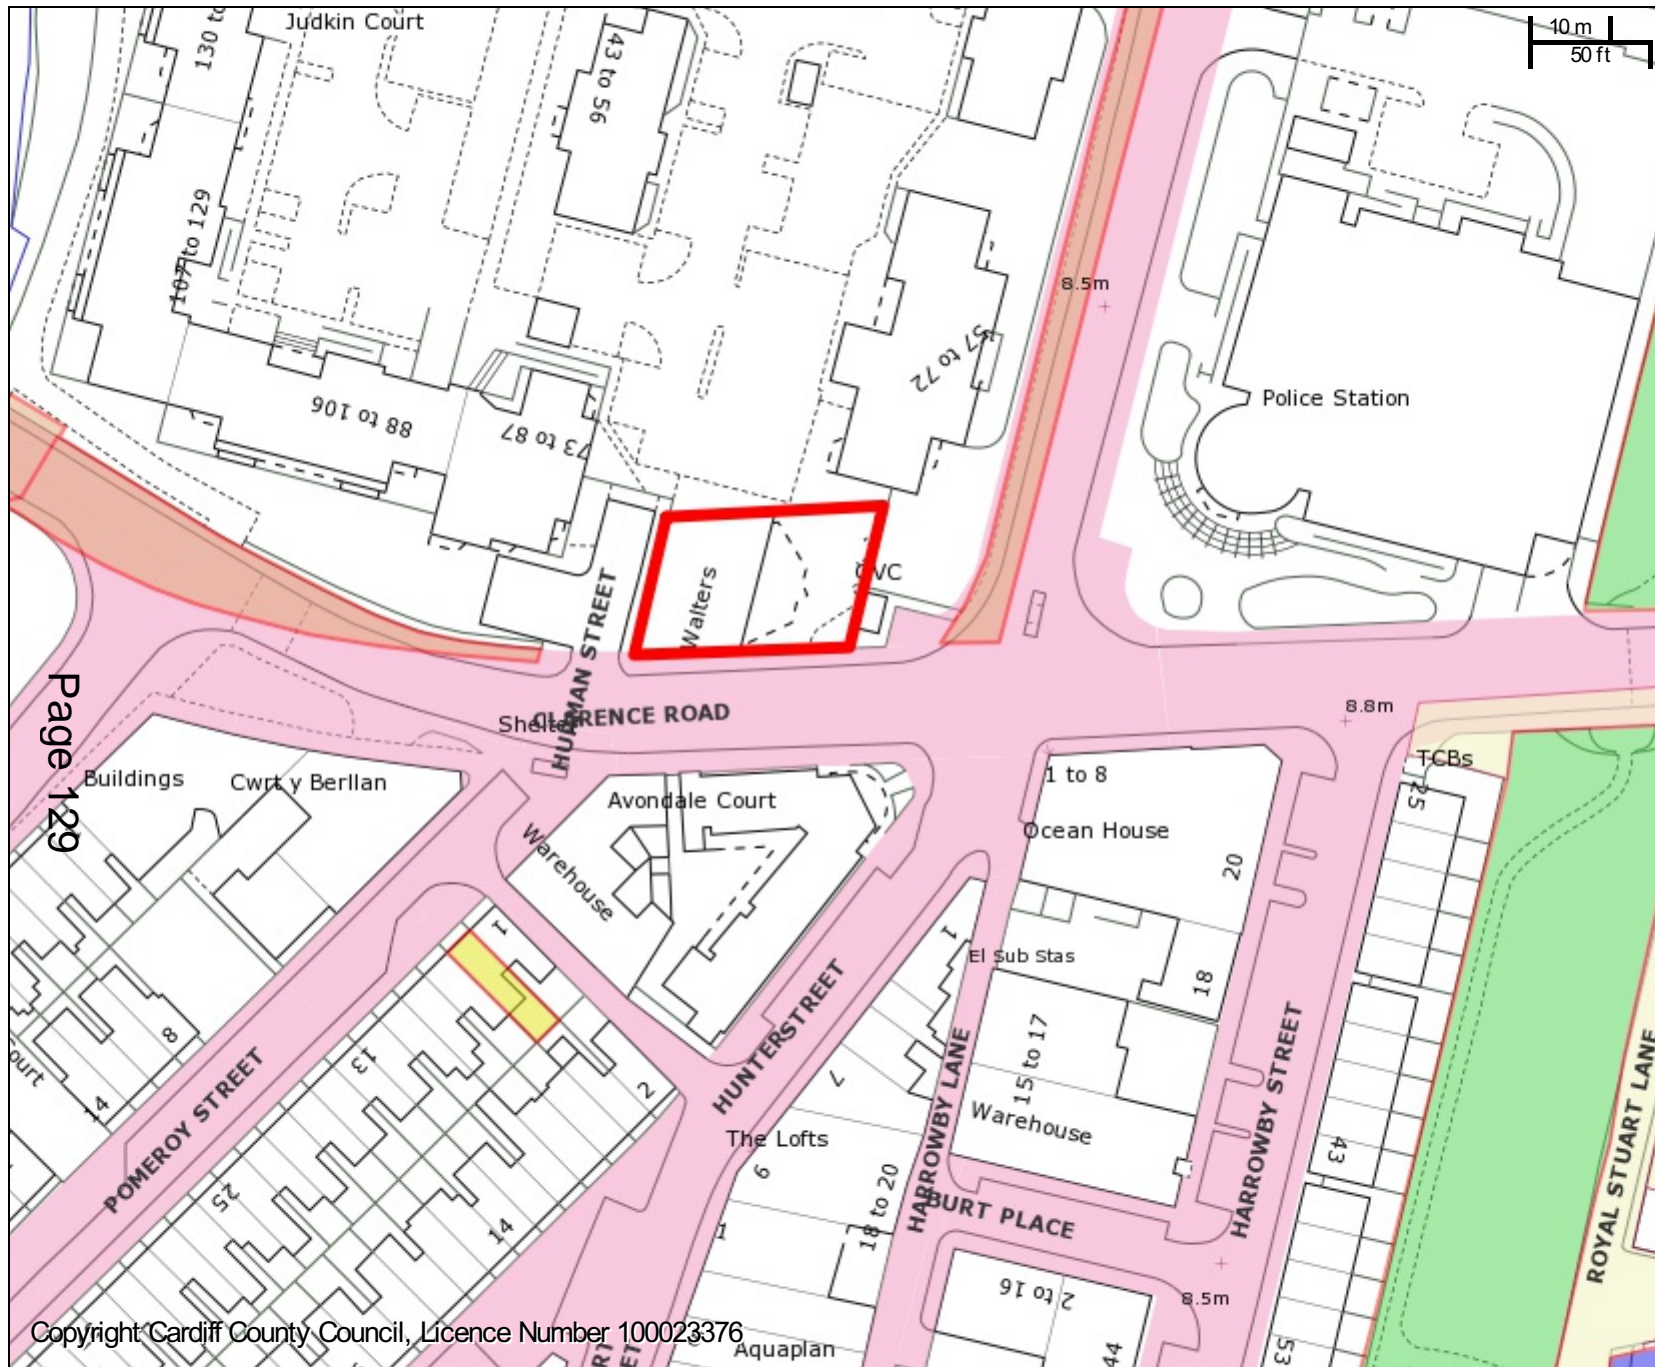 Judkin Court
130 to
43 to 56
10 m
50 ft
107 to 129
8.5m
57 to 72
Police Station
88 to 106
73 to 87
Walters
HURMAN STREET
CLARENCE ROAD
Shelter
8.8m
TCBs
Page 129
Buildings
Cwrt y Berllan
Avondale Court
Warehouse
1 to 8
Ocean House
20
25
1
1
El Sub Stas
18
8
14
13
2
HUNTER STREET
7
15 to 17
Warehouse
HARROWBY LANE
HARROWBY STREET
POMEROY STREET
The Lofts
9
25
14
1
18 to 20
BURT PLACE
43
ROYAL STUART LANE
2 to 16
8.5m
Copyright Cardiff County Council, Licence Number 100023376
Aquaplan
44
53